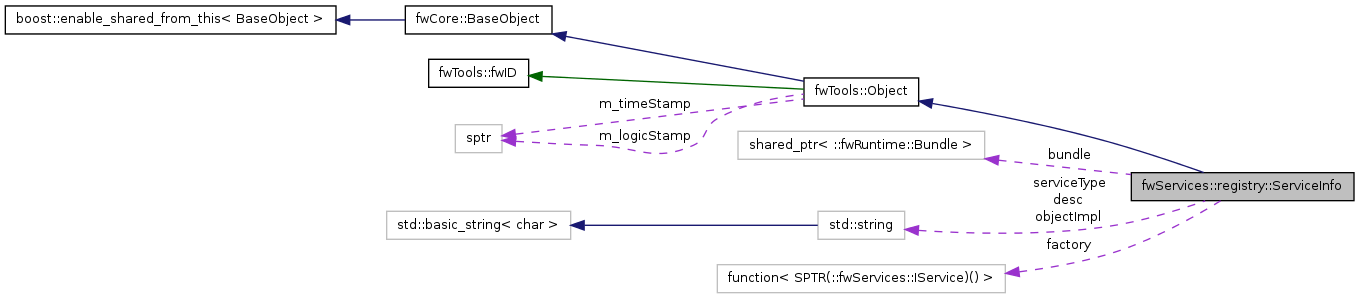 boost::enable_shared_from_this< BaseObject >
fwCore::BaseObject
fwTools::fwID
fwTools::Object
m_timeStamp
sptr
m_logicStamp
shared_ptr< ::fwRuntime::Bundle >
bundle
fwServices::registry::ServiceInfo
serviceType
desc
objectImpl
std::basic_string< char >
std::string
factory
function< SPTR(::fwServices::IService)() >